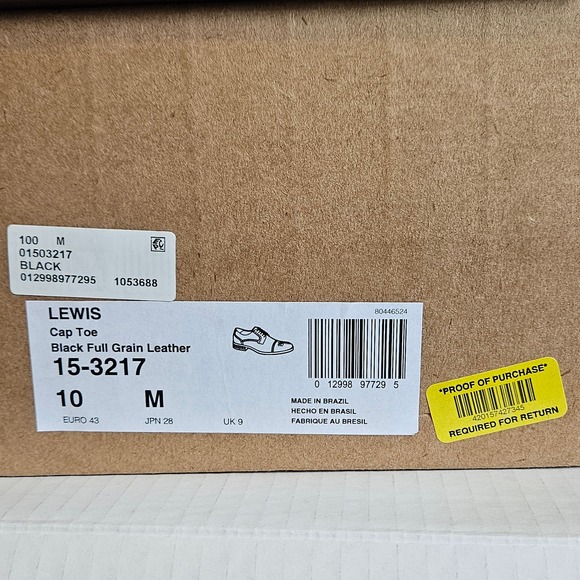 100 M
01503217
BLACK
012998977295 1053688
LEWIS
Cap Toe
Black Full Grain Leather
15-3217
10 M
EURO 43 JPN 28 UK 9
80446524
0 12998 97729 5
MADE IN BRAZIL
HECHO EN BRASIL
FABRIQUE AU BRESIL
*PROOF OF PURCHASE*
420157427345
REQUIRED FOR RETURN